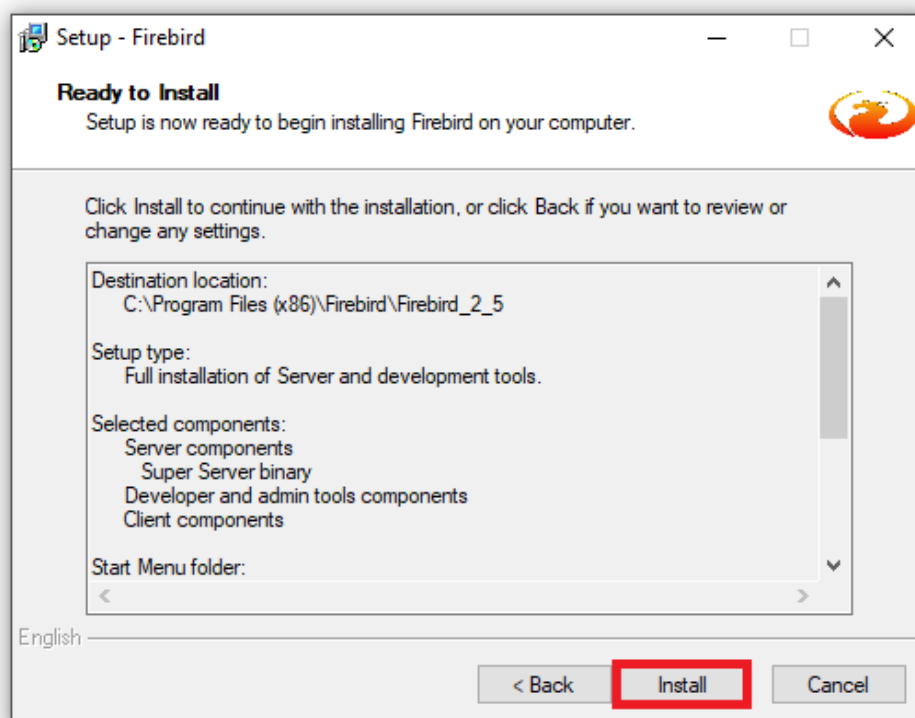 Setup - Firebird
Ready to Install
Setup is now ready to begin installing Firebird on your computer.
Click Install to continue with the installation, or click Back if you want to review or
change any settings.
Destination location:
C:\Program Files (x86)\Firebird\Firebird_2_5
Setup type:
Full installation of Server and development tools.
Selected components:
Server components
Super Server binary
Developer and admin tools components
Client components
Start Menu folder:
English
< Back
Install
Cancel